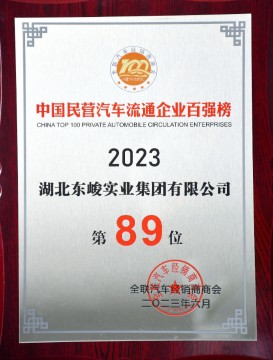 100
中国民营汽车流通企业百强榜
CHINA TOP 100 PRIVATE AUTOMOBILE CIRCULATION ENTERPRISES
2023
湖北东峻实业集团有限公司
第89位
全联汽车经销商商会
二〇二三年六月